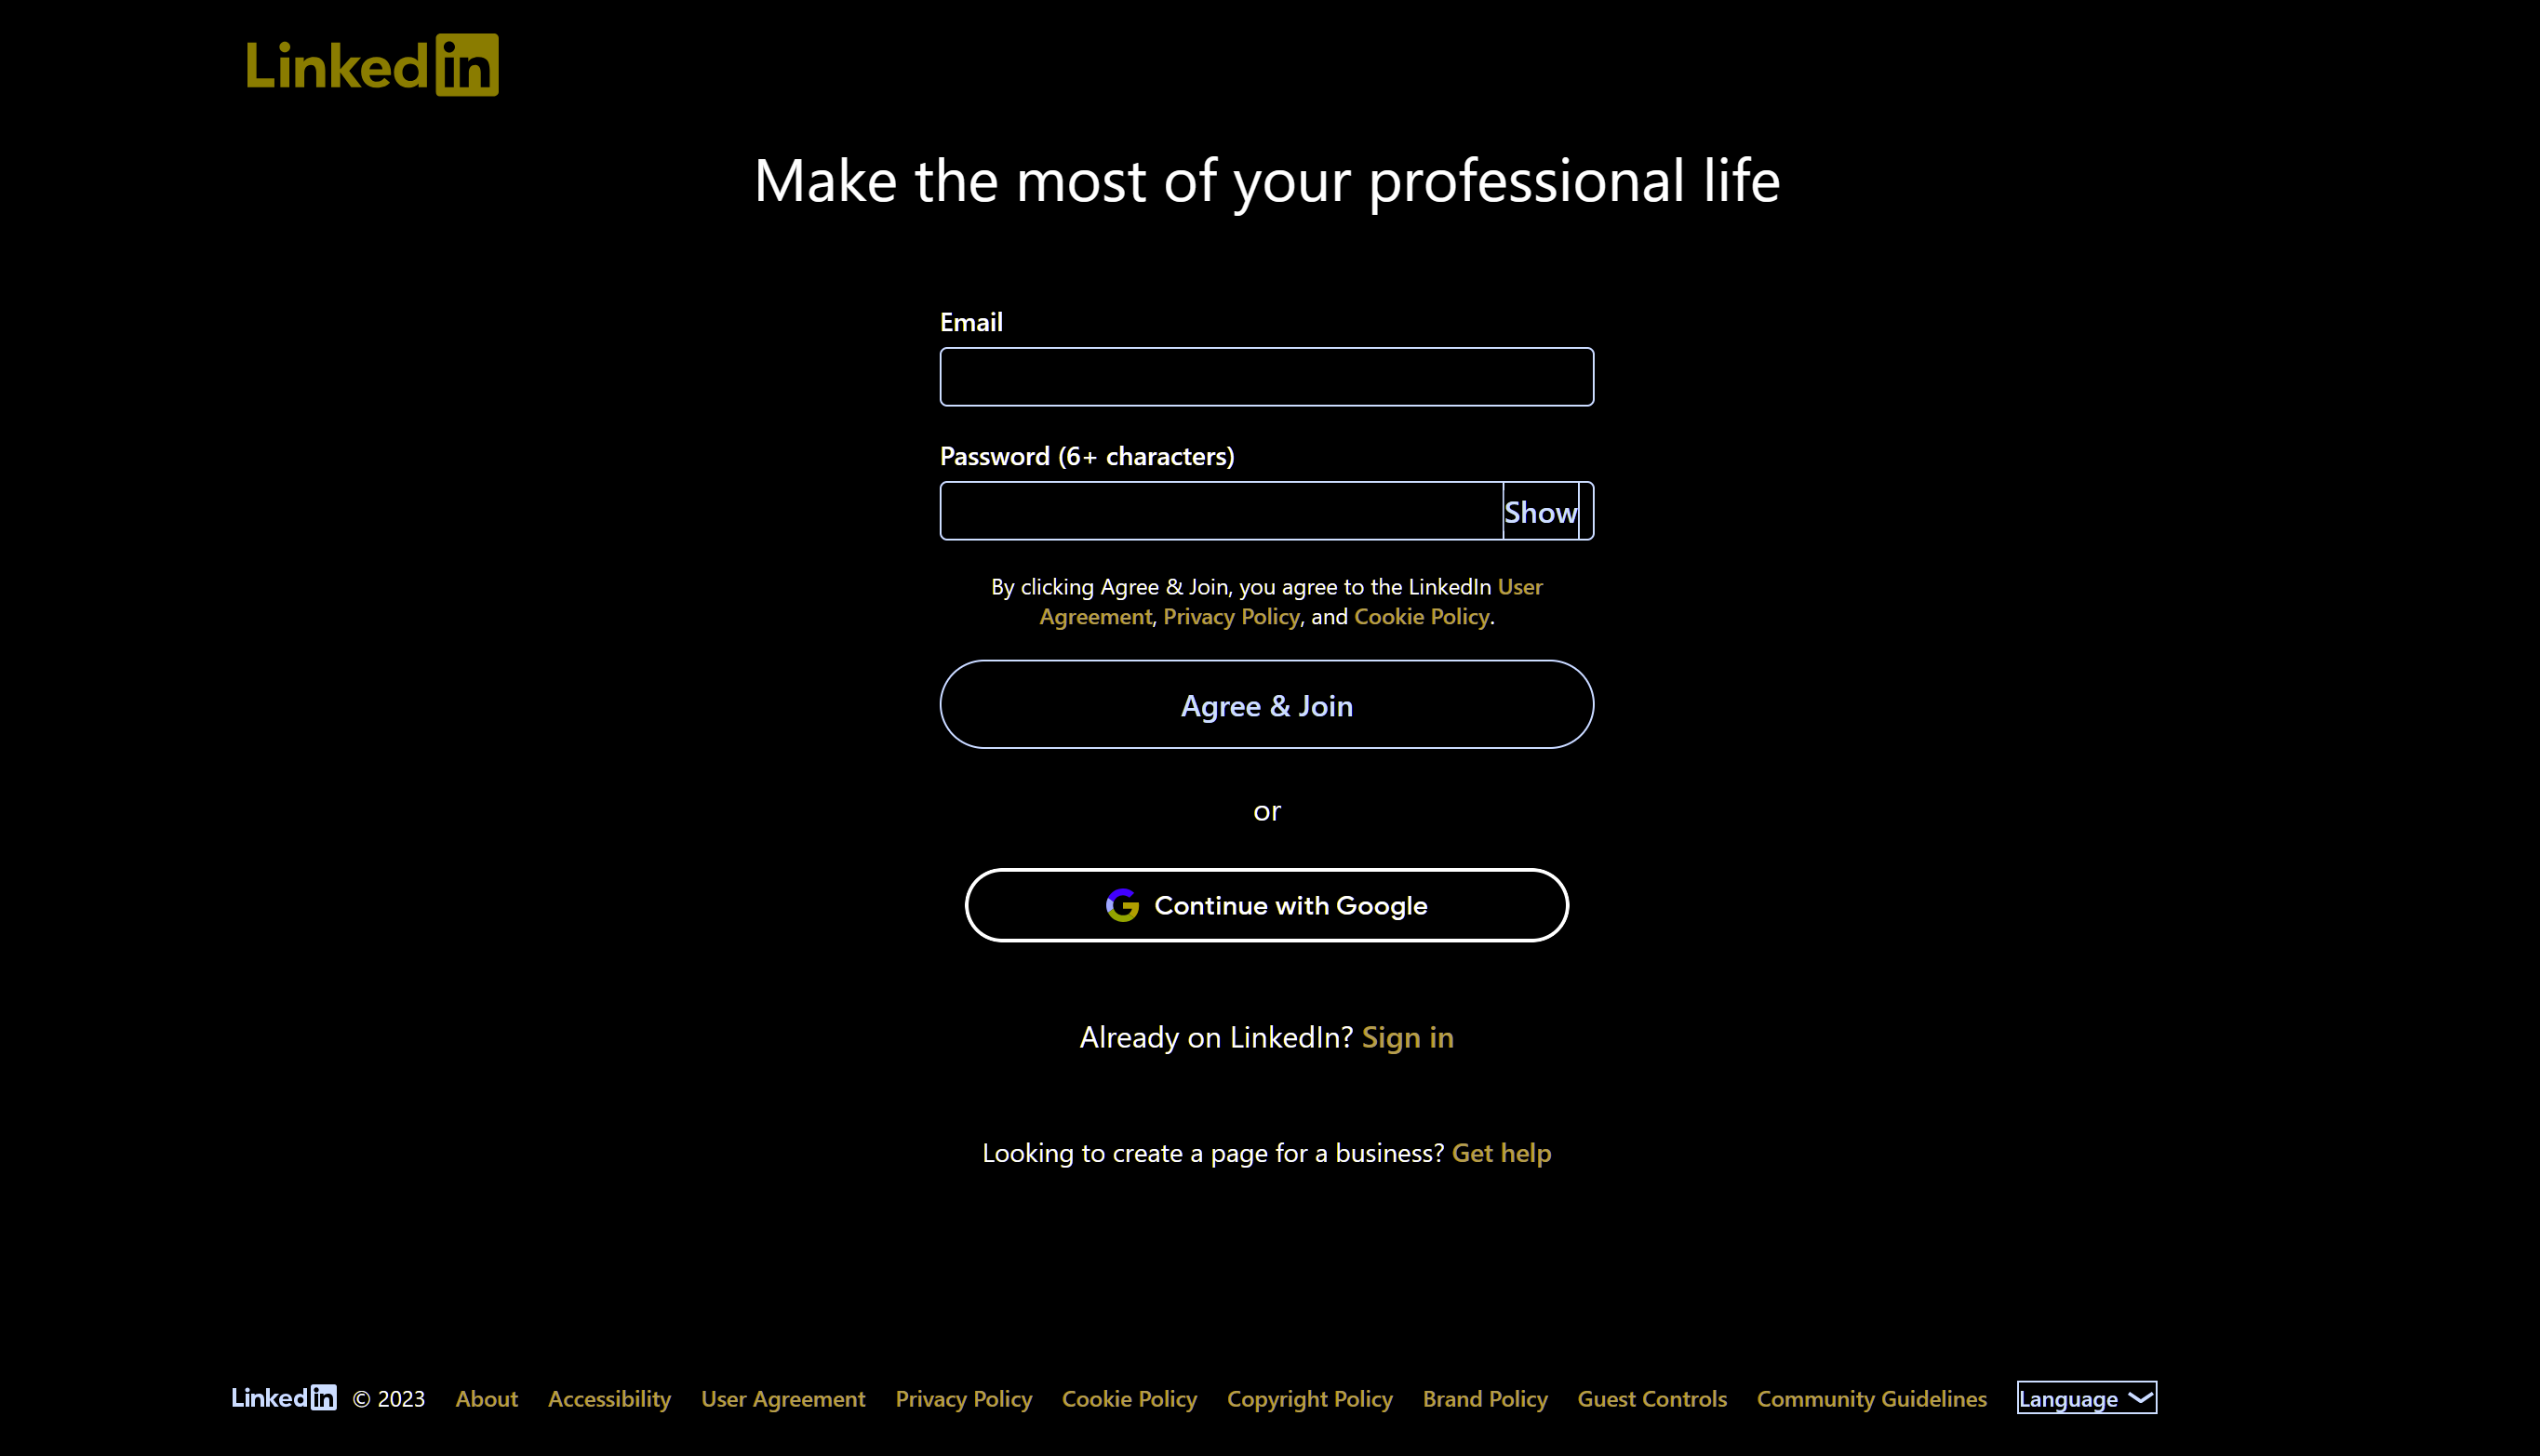 LinkedIn
Make the most of your professional life
Email
Password (6+ characters)
Show
By clicking Agree & Join, you agree to the LinkedIn User
Agreement, Privacy Policy, and Cookie Policy.
Agree & Join
or
Continue with Google
Already on LinkedIn? Sign in
Looking to create a page for a business? Get help
LinkedIn © 2023 About Accessibility User Agreement Privacy Policy Cookie Policy Copyright Policy Brand Policy Guest Controls Community Guidelines Language